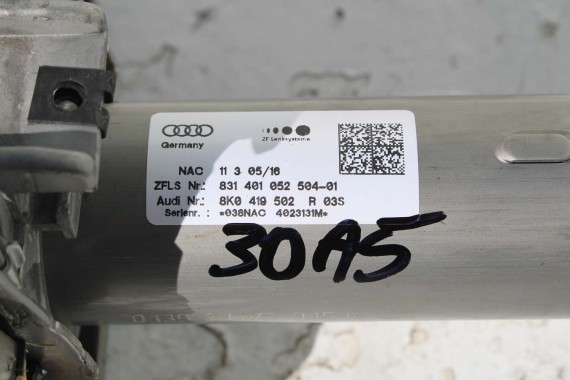 Germany
ZF Lenksysteme
NAC 11 3 05/16
ZFLS Nr.: 831 401 052 504-01
Audi Nr.: 8K0 419 502 R 03S
Serienr. : *038NAC 4023131M*
30A5